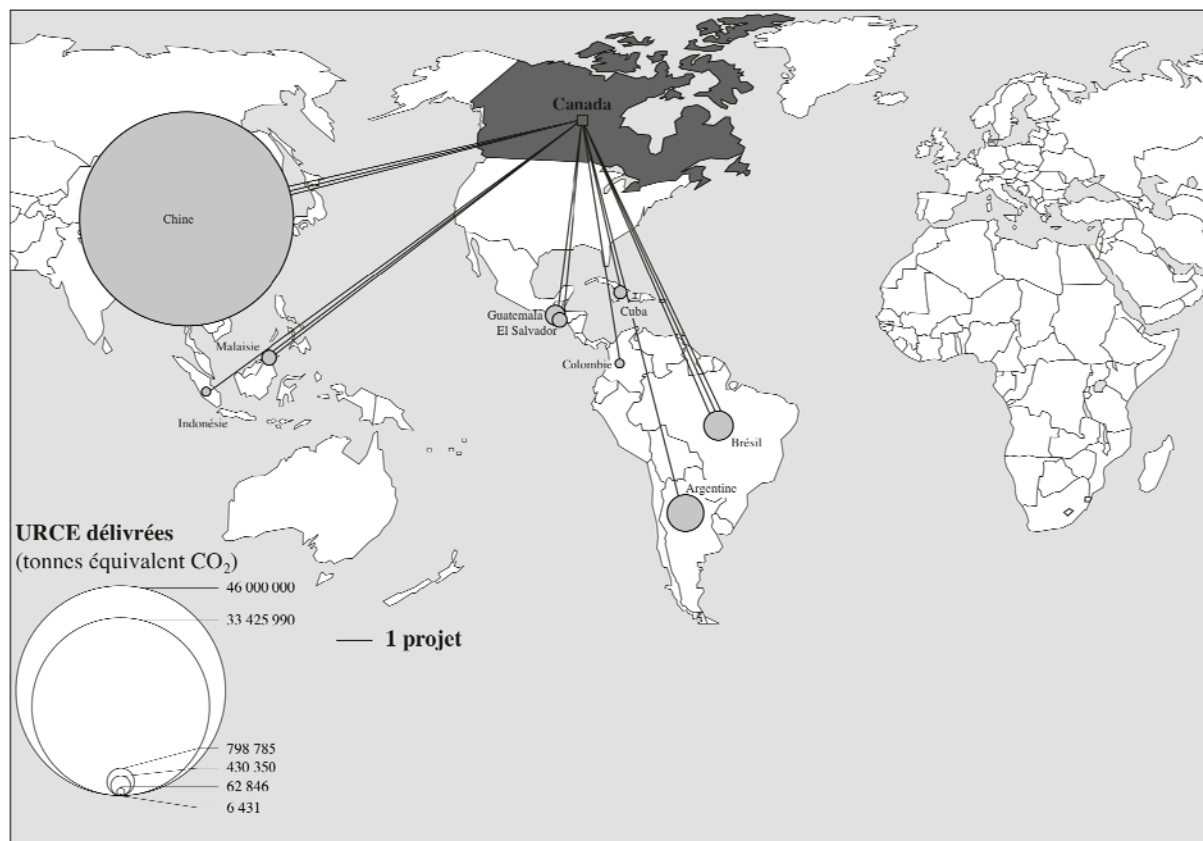 Canada
Chine
Guatemala
El Salvador
Cuba
Malaisie
Colombie
Indonésie
Brésil
Argentine
URCE délivrées
(tonnes équivalent CO₂)
46 000 000
33 425 990
1 projet
798 785
430 350
62 846
6 431